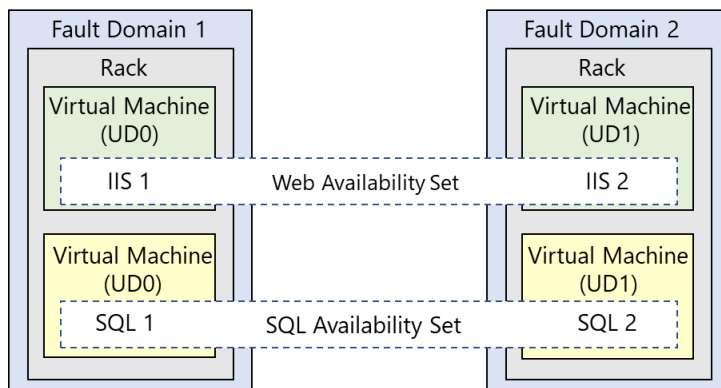 Fault Domain 1
Rack
Virtual Machine
(UD0)
IIS 1
Virtual Machine
(UD0)
SQL 1
Web Availability Set
SQL Availability Set
Fault Domain 2
Rack
Virtual Machine
(UD1)
IIS 2
Virtual Machine
(UD1)
SQL 2